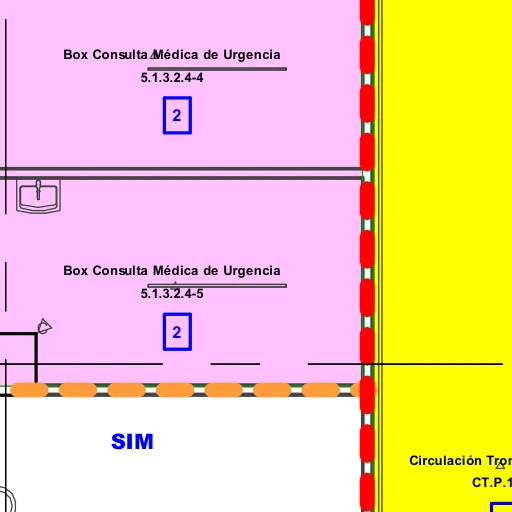 Box Consulta Médica de Urgencia
5.1.3.2.4-4
2
Box Consulta Médica de Urgencia
5.1.3.2.4-5
2
SIM
Circulación
CT.P.1